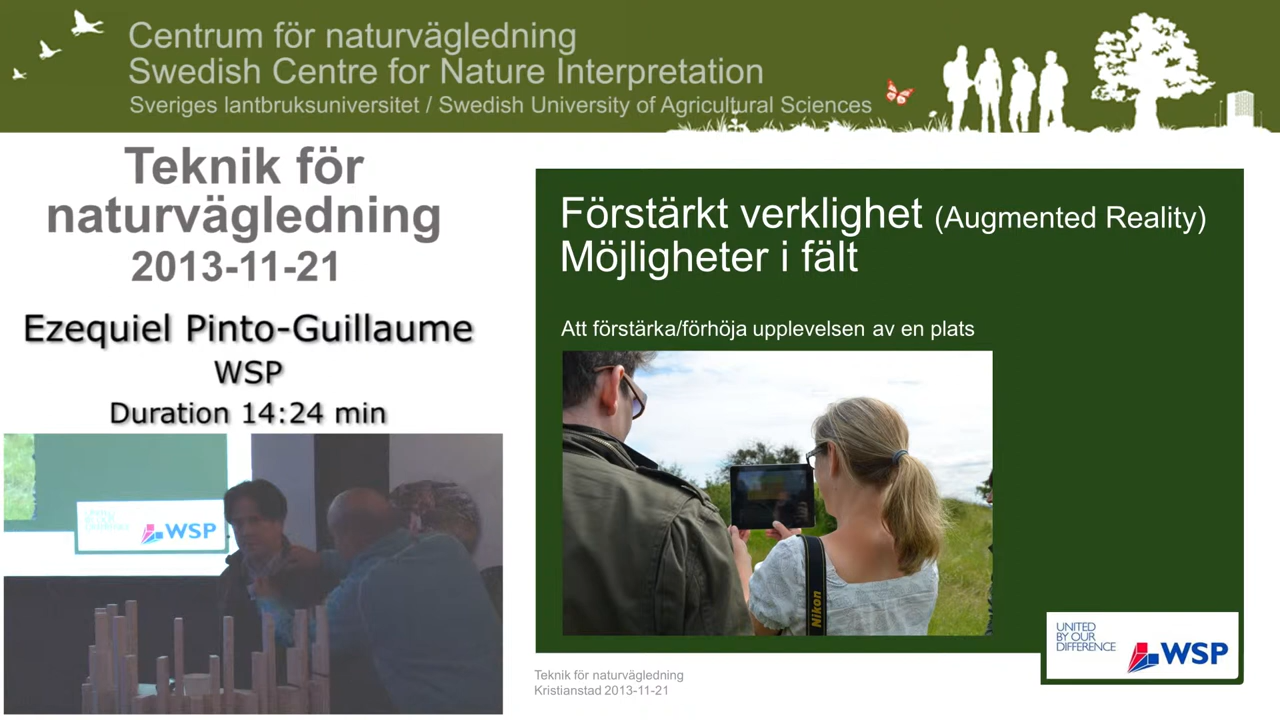 Centrum för naturvägledning
Swedish Centre for Nature Interpretation
Sveriges lantbruksuniversitet / Swedish University of Agricultural Sciences
Teknik för
naturvägledning
2013-11-21
Ezequiel Pinto-Guillaume
WSP
Duration 14:24 min
WSP
Förstärkt verklighet (Augmented Reality)
Möjligheter i fält
Att förstärka/förhöja upplevelsen av en plats
Nikon
UNITED
BY OUR
DIFFERENCE
WSP
Teknik för naturvägledning
Kristianstad 2013-11-21